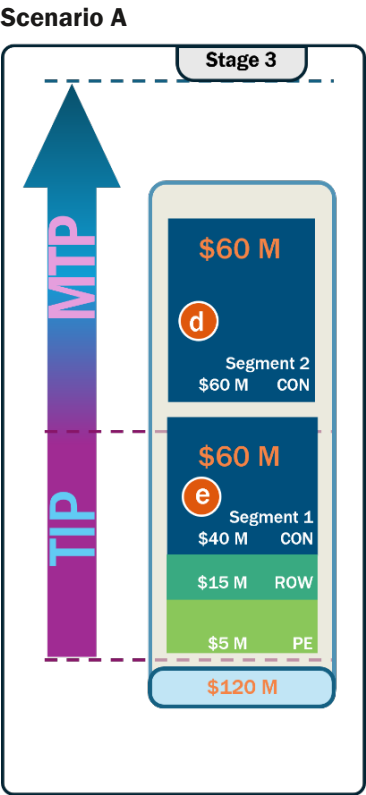 Scenario A
Stage 3
MTP
$60 M
d
Segment 2
$60 M CON
TIP
$60 M
e
Segment 1
$40 M CON
$15 M ROW
$5 M PE
$120 M